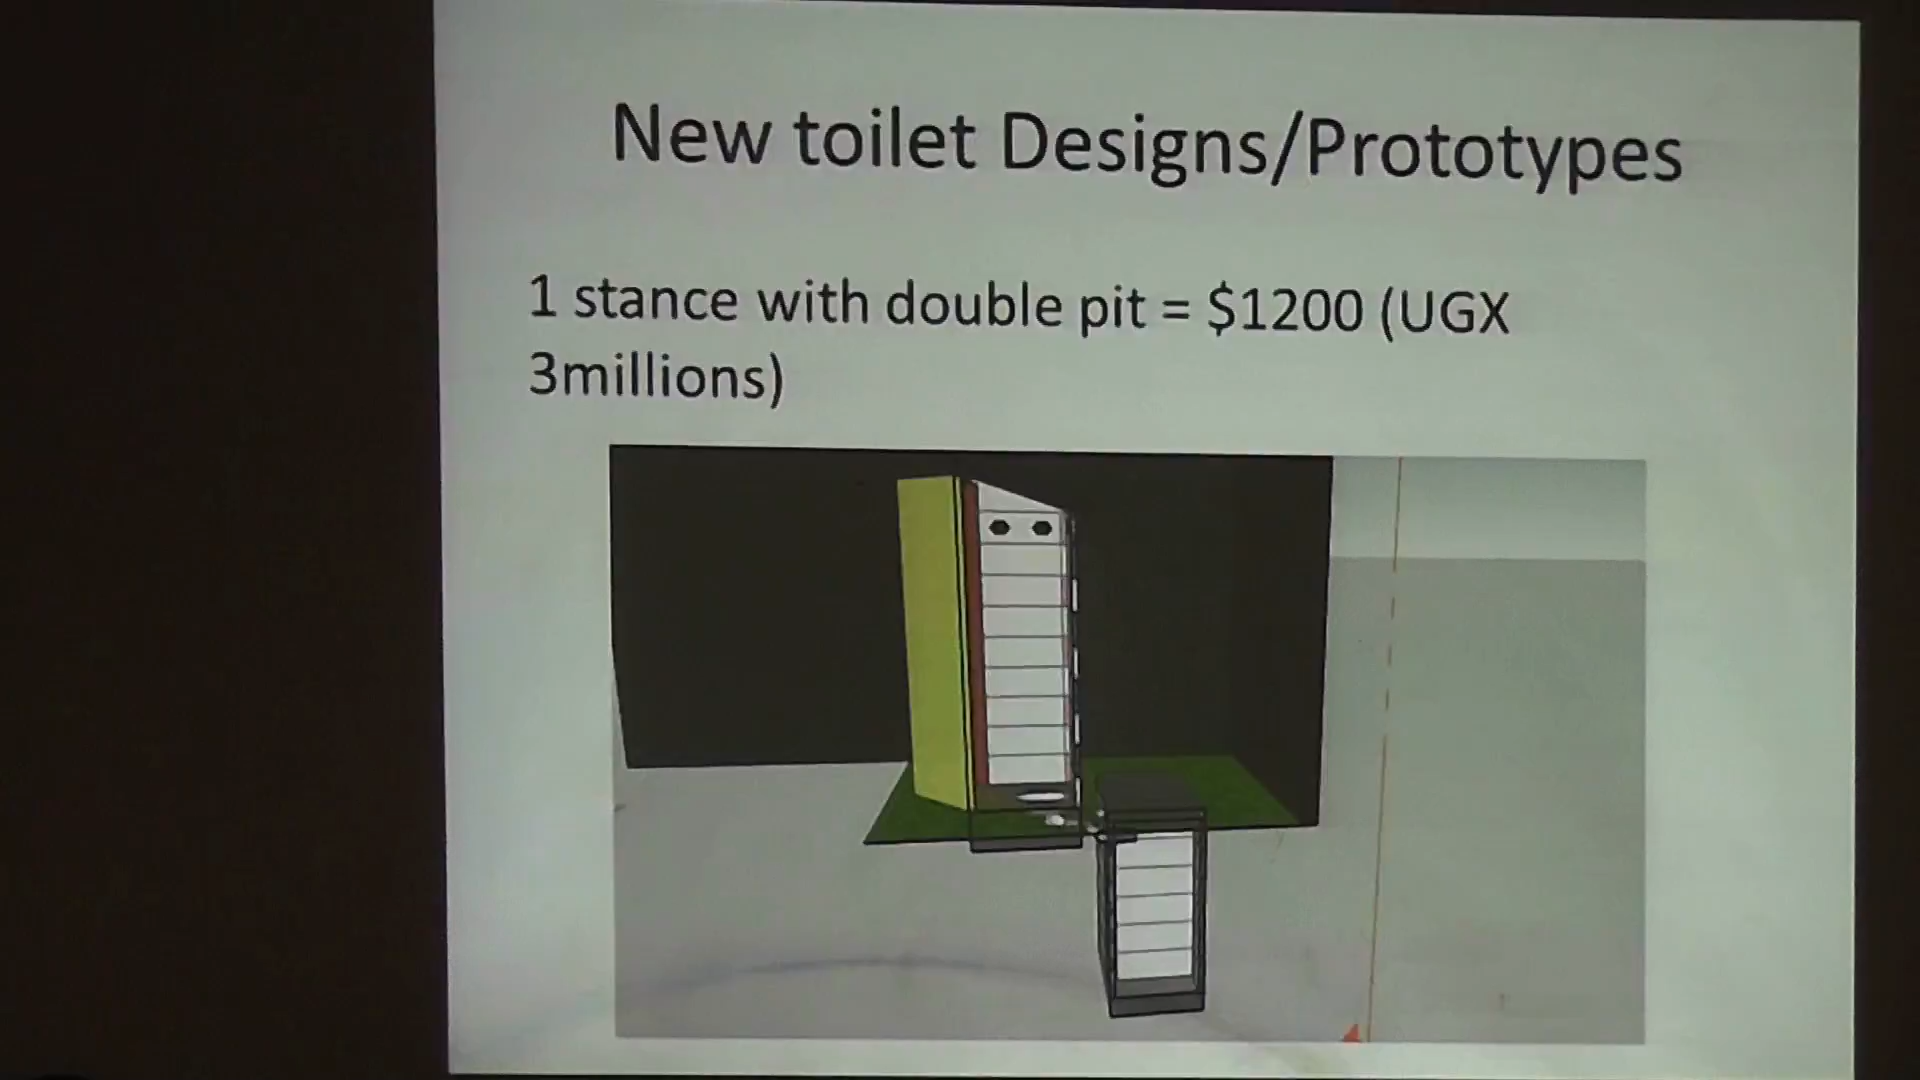 New toilet Designs/Prototypes
1 stance with double pit = $1200 (UGX
3millions)